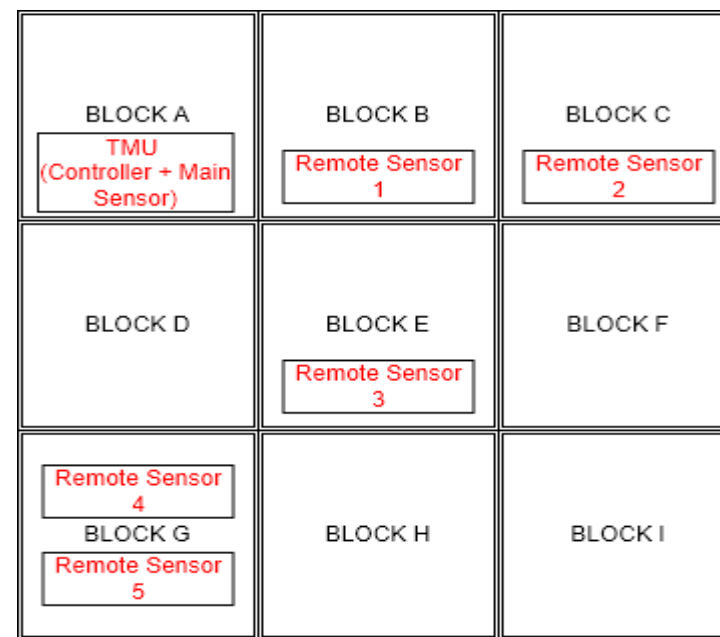 BLOCK A
TMU
(Controller + Main
Sensor)
BLOCK B
Remote Sensor
1
BLOCK C
Remote Sensor
2
BLOCK D
BLOCK E
Remote Sensor
3
BLOCK F
Remote Sensor
4
BLOCK G
Remote Sensor
5
BLOCK H
BLOCK I